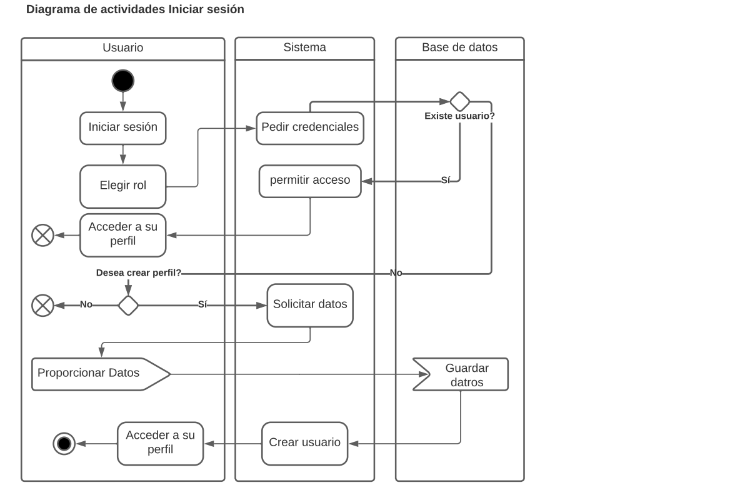 Diagrama de actividades Iniciar sesión
Usuario
Sistema
Base de datos
Iniciar sesión
Pedir credenciales
Existe usuario?
Elegir rol
permitir acceso
Sí
Acceder a su
perfil
Desea crear perfil?
No
No
Sí
Solicitar datos
Proporcionar Datos
Guardar
datros
Acceder a su
perfil
Crear usuario